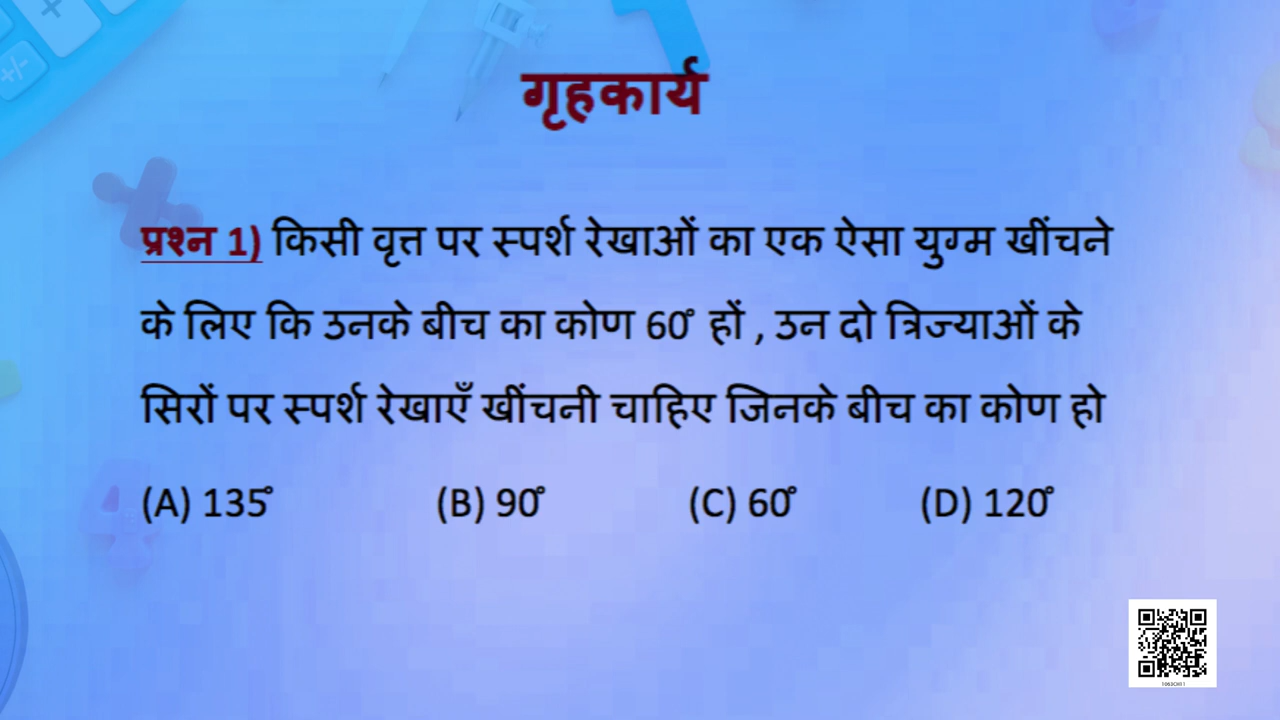 गृहकार्य
प्रश्न 1) किसी वृत्त पर स्पर्श रेखाओं का एक ऐसा युग्म खींचने
के लिए कि उनके बीच का कोण 60° हों , उन दो त्रिज्याओं के
सिरों पर स्पर्श रेखाएँ खींचनी चाहिए जिनके बीच का कोण हो
(A) 135° (B) 90° (C) 60° (D) 120°